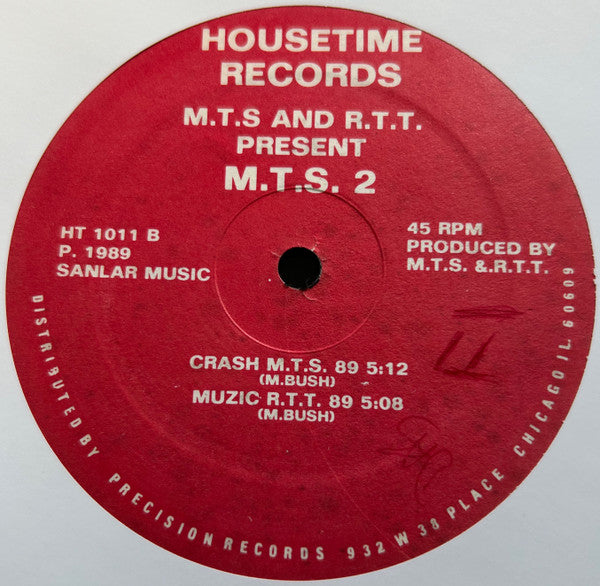 HOUSETIME
RECORDS
M.T.S AND R.T.T.
PRESENT
M.T.S. 2
HT 1011 B
P. 1989
SANLAR MUSIC
45 RPM
PRODUCED BY
M.T.S. &.R.T.T.
CRASH M.T.S. 89 5:12
(M.BUSH)
MUZIC R.T.T. 89 5:08
(M.BUSH)
DISTRIBUTED BY PRECISION RECORDS 932 W 38 PLACE CHICAGO IL. 60609